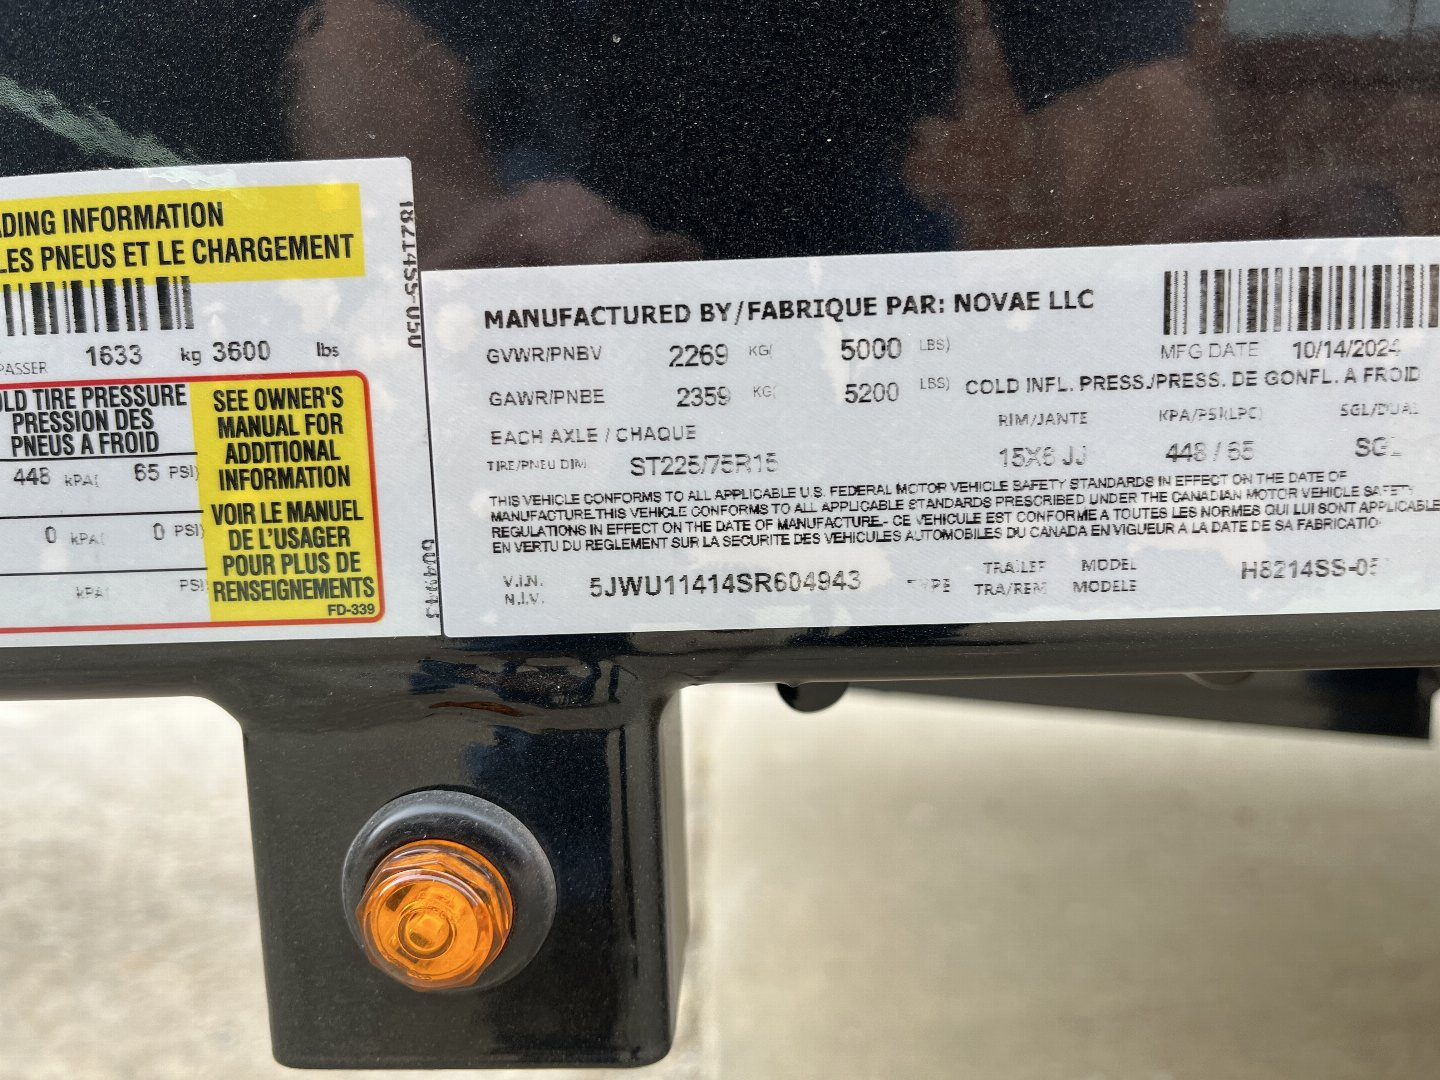 ADING INFORMATION
LES PNEUS ET LE CHARGEMENT
PASSER 1633 kg 3600 lbs
OLD TIRE PRESSURE
PRESSION DES
PNEUS A FROID
448 KPA( 65 PSI)
0 KPA( 0 PSI)
KPA( PSI)
SEE OWNER'S
MANUAL FOR
ADDITIONAL
INFORMATION
VOIR LE MANUEL
DE L'USAGER
POUR PLUS DE
RENSEIGNEMENTS
FD-339
MANUFACTURED BY/FABRIQUE PAR: NOVAE LLC
GVWR/PNBV 2269 KG( 5000 LBS)
MFG DATE 10/14/2024
GAWR/PNBE 2359 KG( 5200 LBS)
COLD INFL. PRESS./PRESS. DE GONFL. A FROID
EACH AXLE / CHAQUE
RIM/JANTE KPA/PSI(LPC) SGL/DUAL
TIRE/PNEU DIM ST225/75R15 15X6 JJ 448 / 65 SGL
THIS VEHICLE CONFORMS TO ALL APPLICABLE U.S. FEDERAL MOTOR VEHICLE SAFETY STANDARDS IN EFFECT ON THE DATE OF
MANUFACTURE.THIS VEHICLE CONFORMS TO ALL APPLICABLE STANDARDS PRESCRIBED UNDER THE CANADIAN MOTOR VEHICLE SAFETY
REGULATIONS IN EFFECT ON THE DATE OF MANUFACTURE.- CE VEHICULE EST CONFORME A TOUTES LES NORMES QUI LUI SONT APPLICABLE
EN VERTU DU REGLEMENT SUR LA SECURITE DES VEHICULES AUTOMOBILES DU CANADA EN VIGUEUR A LA DATE DE SA FABRICATIO
V.I.N.
N.I.V.
5JWU11414SR604943
TYPE
TRAILER
TRA/REM
MODEL
MODELE
H8214SS-05